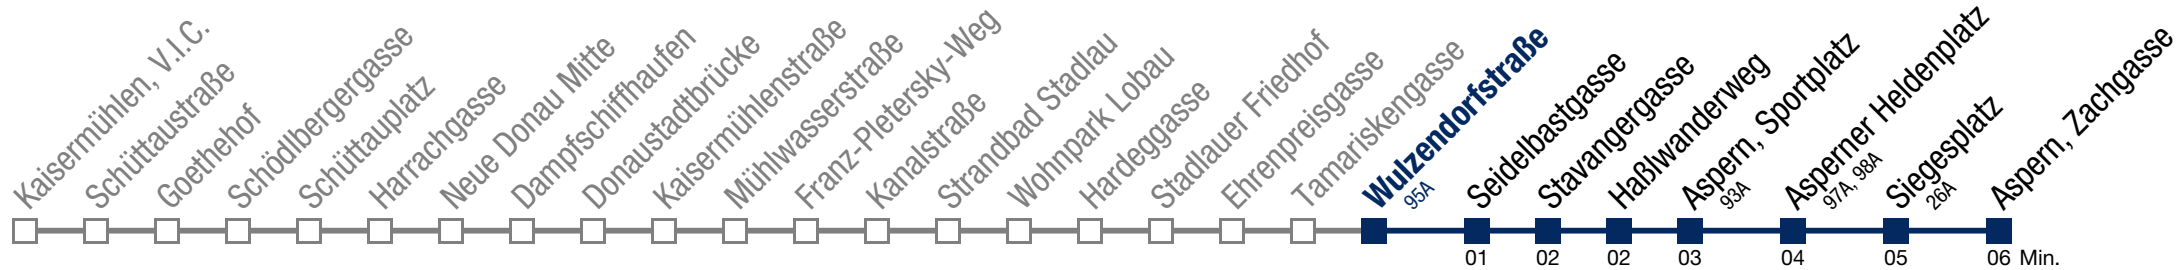 Kaisermühlen, V.I.C.
Schüttaustraße
Goethehof
Schödlbergergasse
Schüttauplatz
Harrachgasse
Neue Donau Mitte
Dampfschiffhaufen
Donaustadtbrücke
Kaisermühlenstraße
Mühlwasserstraße
Franz-Pletersky-Weg
Kanalstraße
Strandbad Stadlau
Wohnpark Lobau
Hardeggasse
Stadlauer Friedhof
Ehrenpreisgasse
Tamariskengasse
Wulzendorfstraße
95A
Seidelbastgasse
Stavangergasse
Haßlwanderweg
Aspern, Sportplatz
93A
Asperner Heldenplatz
97A, 98A
Siegesplatz
26A
Aspern, Zachgasse
01 02 02 03 04 05 06 Min.